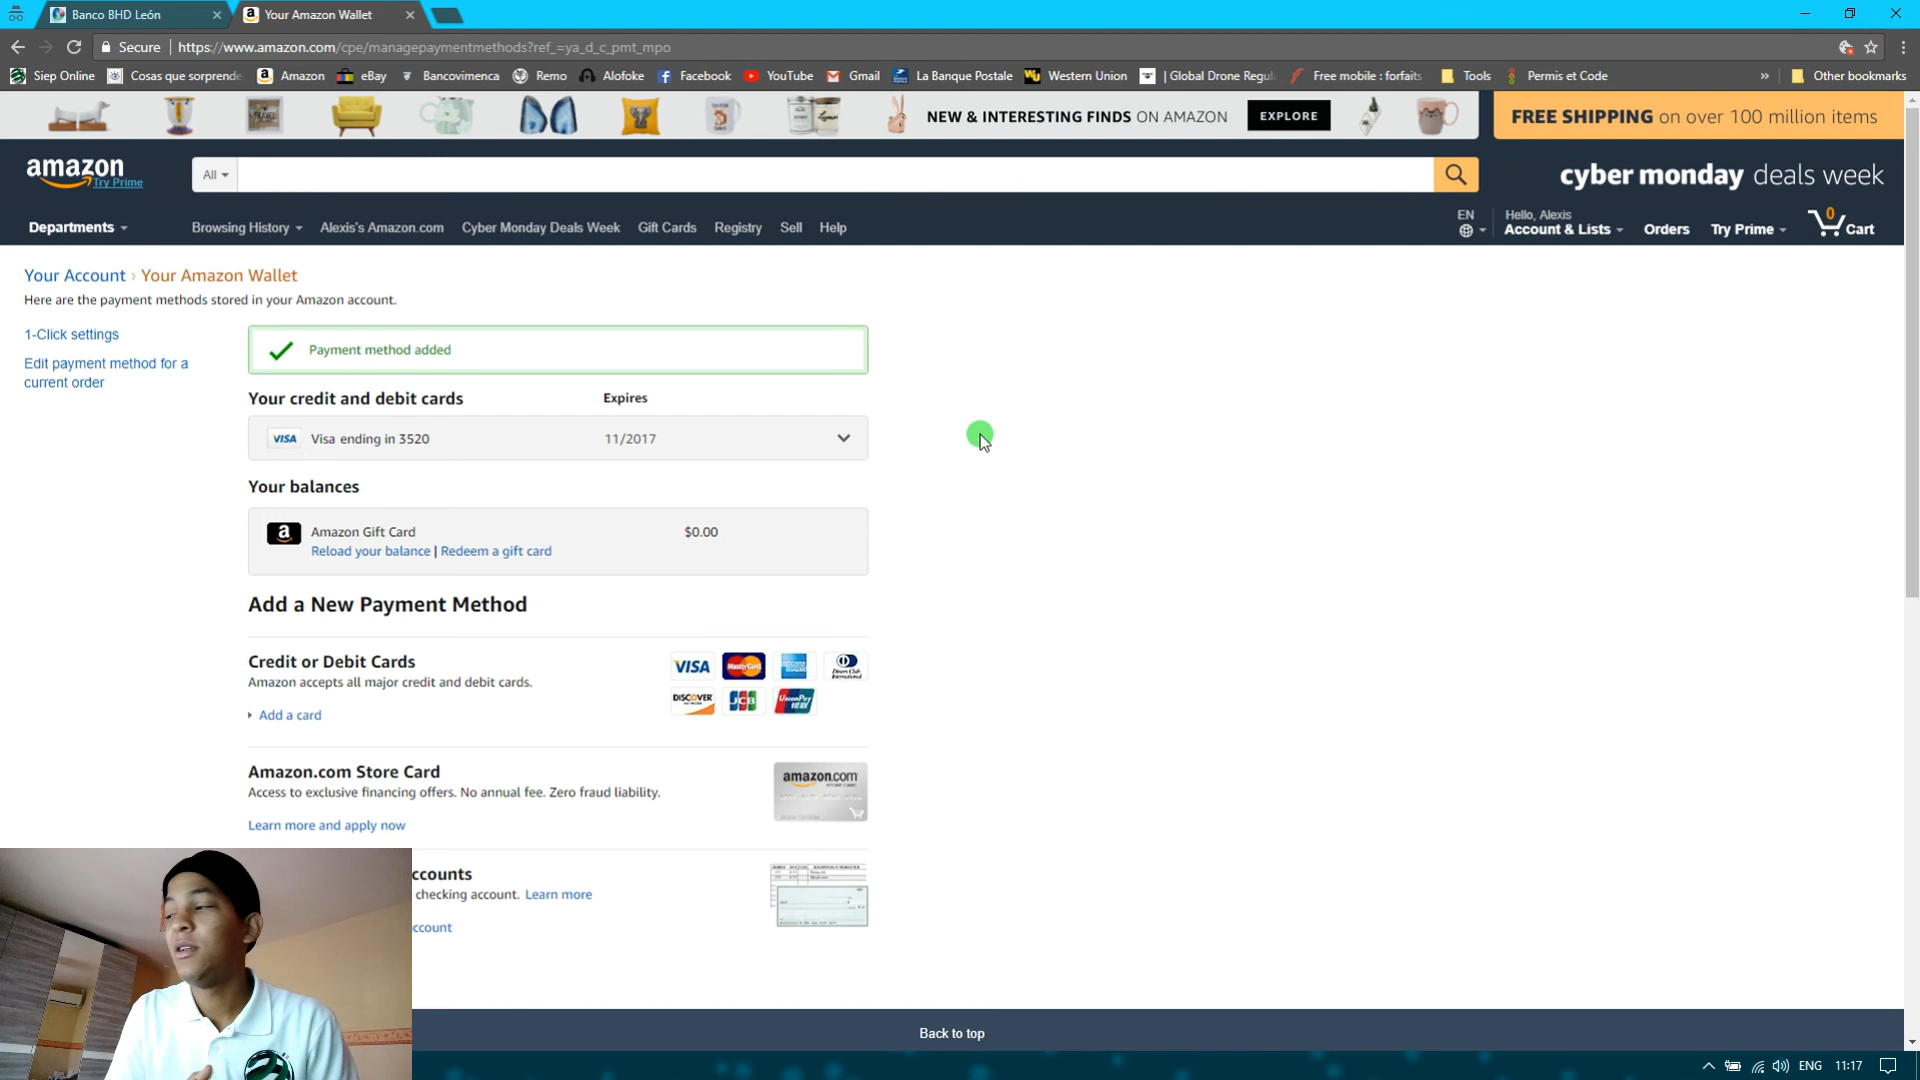 Banco BHD León
Your Amazon Wallet
Secure
https://www.amazon.com/cpe/managepaymentmethods?ref_=ya_d_c_pmt_mpo
Siep Online
Cosas que sorprende
Amazon
eBay
Bancovimenca
Remo
Alofoke
Facebook
YouTube
Gmail
La Banque Postale
Western Union
| Global Drone Regul
Free mobile : forfaits
Tools
Permis et Code
»
Other bookmarks
NEW & INTERESTING FINDS ON AMAZON
EXPLORE
FREE SHIPPING on over 100 million items
amazon
Try Prime
All
cyber monday deals week
Departments
Browsing History
Alexis's Amazon.com
Cyber Monday Deals Week
Gift Cards
Registry
Sell
Help
EN
Hello, Alexis
Account & Lists
Orders
Try Prime
0
Cart
Your Account › Your Amazon Wallet
Here are the payment methods stored in your Amazon account.
1-Click settings
Edit payment method for a
current order
Payment method added
Your credit and debit cards
Expires
VISA
Visa ending in 3520
11/2017
Your balances
a
Amazon Gift Card
$0.00
Reload your balance | Redeem a gift card
Add a New Payment Method
Credit or Debit Cards
Amazon accepts all major credit and debit cards.
Add a card
VISA
MasterCard
Diners Club
International
DISCOVER
JCB
UnionPay
Amazon.com Store Card
Access to exclusive financing offers. No annual fee. Zero fraud liability.
Learn more and apply now
amazon.com
ccounts
checking account. Learn more
ccount
Back to top
ENG
11:17